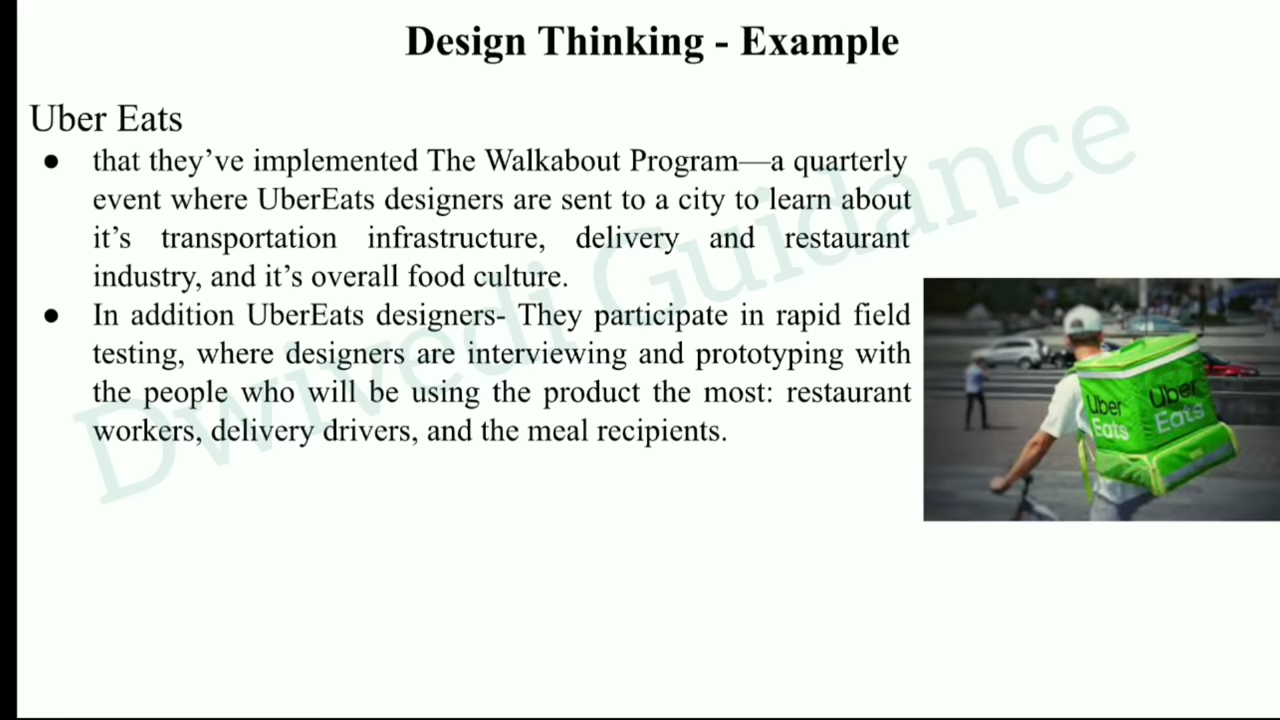 Design Thinking - Example
Uber Eats
● that they’ve implemented The Walkabout Program—a quarterly
event where UberEats designers are sent to a city to learn about
it’s transportation infrastructure, delivery and restaurant
industry, and it’s overall food culture.
● In addition UberEats designers- They participate in rapid field
testing, where designers are interviewing and prototyping with
the people who will be using the product the most: restaurant
workers, delivery drivers, and the meal recipients.
Dwivedi Guidance
Uber
Eats
Uber
Eats